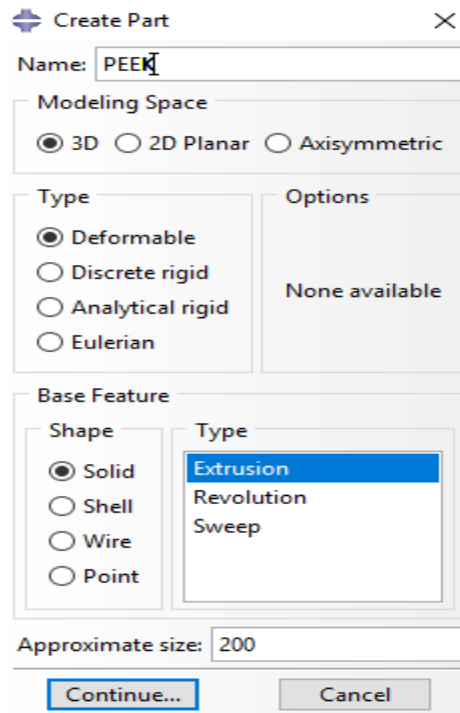 Create Part
Name: PEEK
Modeling Space
3D 2D Planar Axisymmetric
Type
Deformable
Discrete rigid
Analytical rigid
Eulerian
Options
None available
Base Feature
Shape
Solid
Shell
Wire
Point
Type
Extrusion
Revolution
Sweep
Approximate size: 200
Continue... Cancel